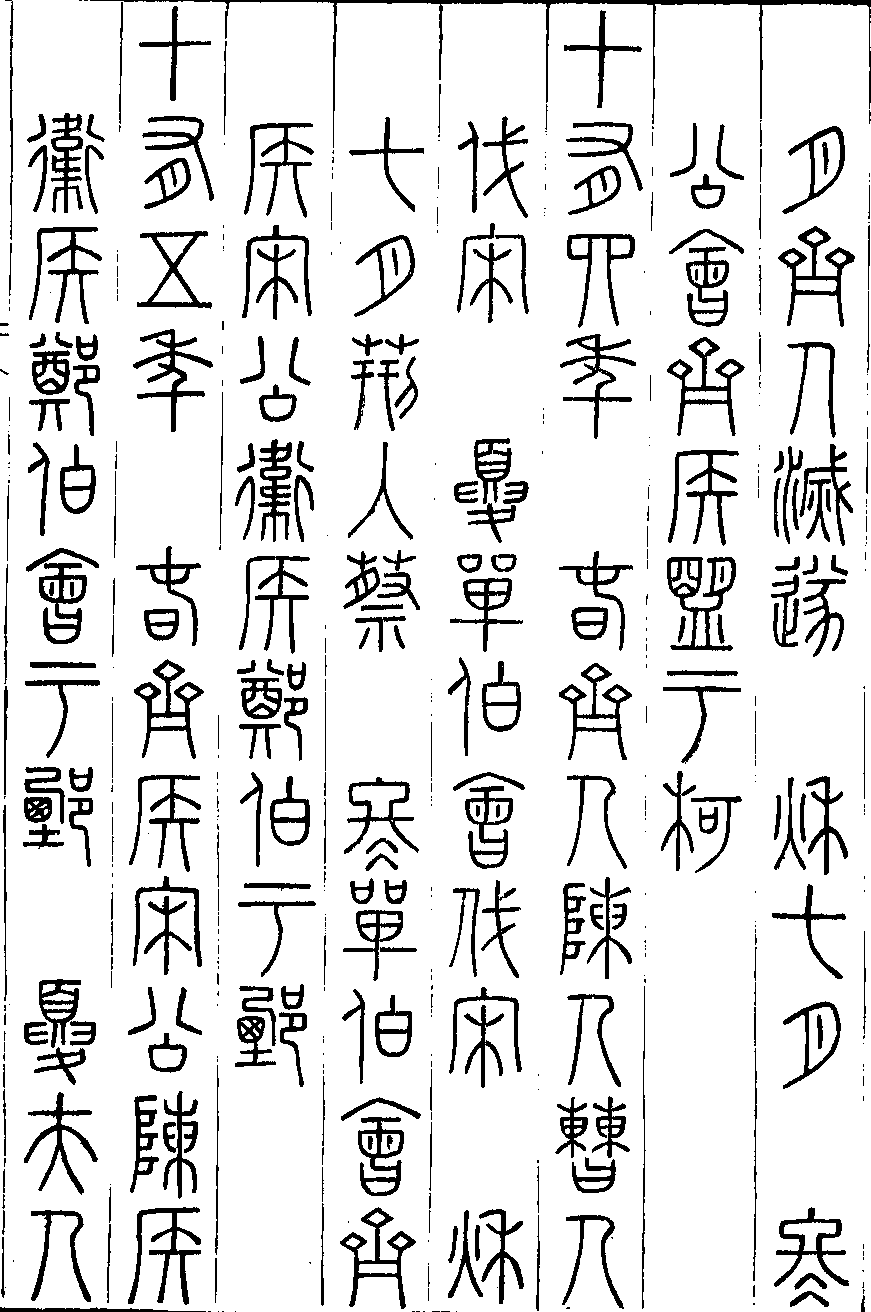 月齊人滅遂　秋七月　冬
公會齊侯盟于柯
十有四年　春齊人陳人曹人
伐宋　夏單伯會伐宋　秋
七月荊入蔡　冬單伯會齊
侯宋公衛侯鄭伯于鄄
十有五年　春齊侯宋公陳侯
衛侯鄭伯會于鄄　夏夫人